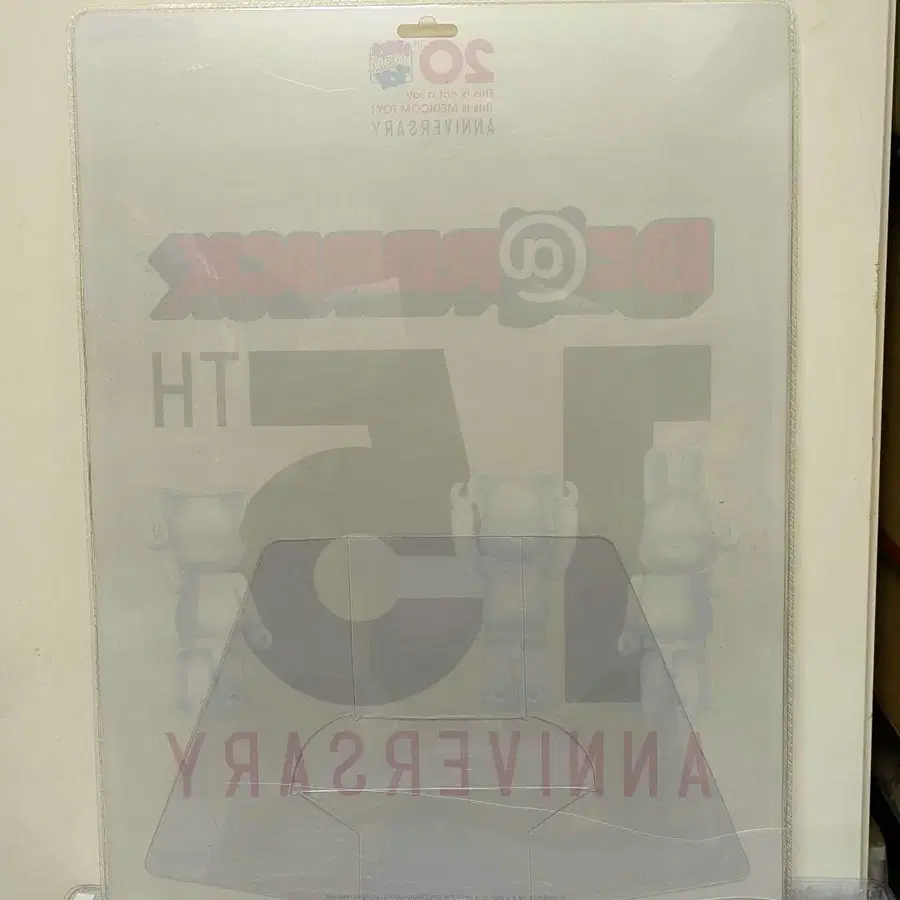 20
This is not a toy.
This is MEDICOM TOY!
ANNIVERSARY
BE@RBRICK
15TH
ANNIVERSARY